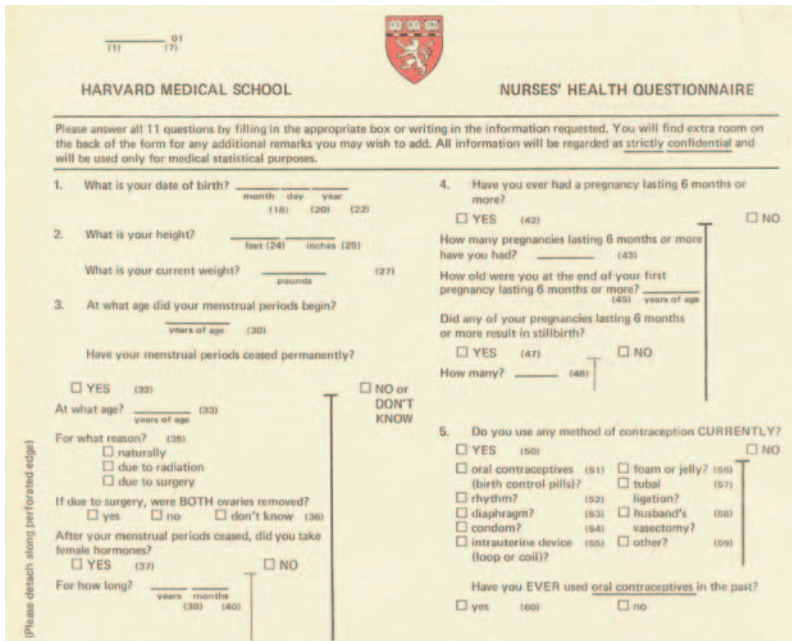 01
(1) (7)
HARVARD MEDICAL SCHOOL
NURSES' HEALTH QUESTIONNAIRE
Please answer all 11 questions by filling in the appropriate box or writing in the information requested. You will find extra room on
the back of the form for any additional remarks you may wish to add. All information will be regarded as strictly confidential and
will be used only for medical statistical purposes.
1. What is your date of birth?
month day year
(18) (20) (22)
2. What is your height?
feet (24) inches (25)
What is your current weight? (27)
pounds
3. At what age did your menstrual periods begin?
years of age (30)
Have your menstrual periods ceased permanently?
☐ YES (32) ☐ NO or
DON'T
KNOW
At what age? (33)
years of age
For what reason? (35)
☐ naturally
☐ due to radiation
☐ due to surgery
If due to surgery, were BOTH ovaries removed?
☐ yes ☐ no ☐ don't know (36)
After your menstrual periods ceased, did you take
female hormones?
☐ YES (37) ☐ NO
For how long?
years months
(38) (40)
(Please detach along perforated edge)
4. Have you ever had a pregnancy lasting 6 months or
more?
☐ YES (42) ☐ NO
How many pregnancies lasting 6 months or more
have you had? (43)
How old were you at the end of your first
pregnancy lasting 6 months or more?
(45) years of age
Did any of your pregnancies lasting 6 months
or more result in stillbirth?
☐ YES (47) ☐ NO
How many? (48)
5. Do you use any method of contraception CURRENTLY?
☐ YES (50) ☐ NO
☐ oral contraceptives (51) ☐ foam or jelly? (56)
(birth control pills)? ☐ tubal (57)
☐ rhythm? (52) ligation?
☐ diaphragm? (53) ☐ husband's (58)
☐ condom? (54) vasectomy?
☐ intrauterine device (55) ☐ other? (59)
(loop or coil)?
Have you EVER used oral contraceptives in the past?
☐ yes (60) ☐ no